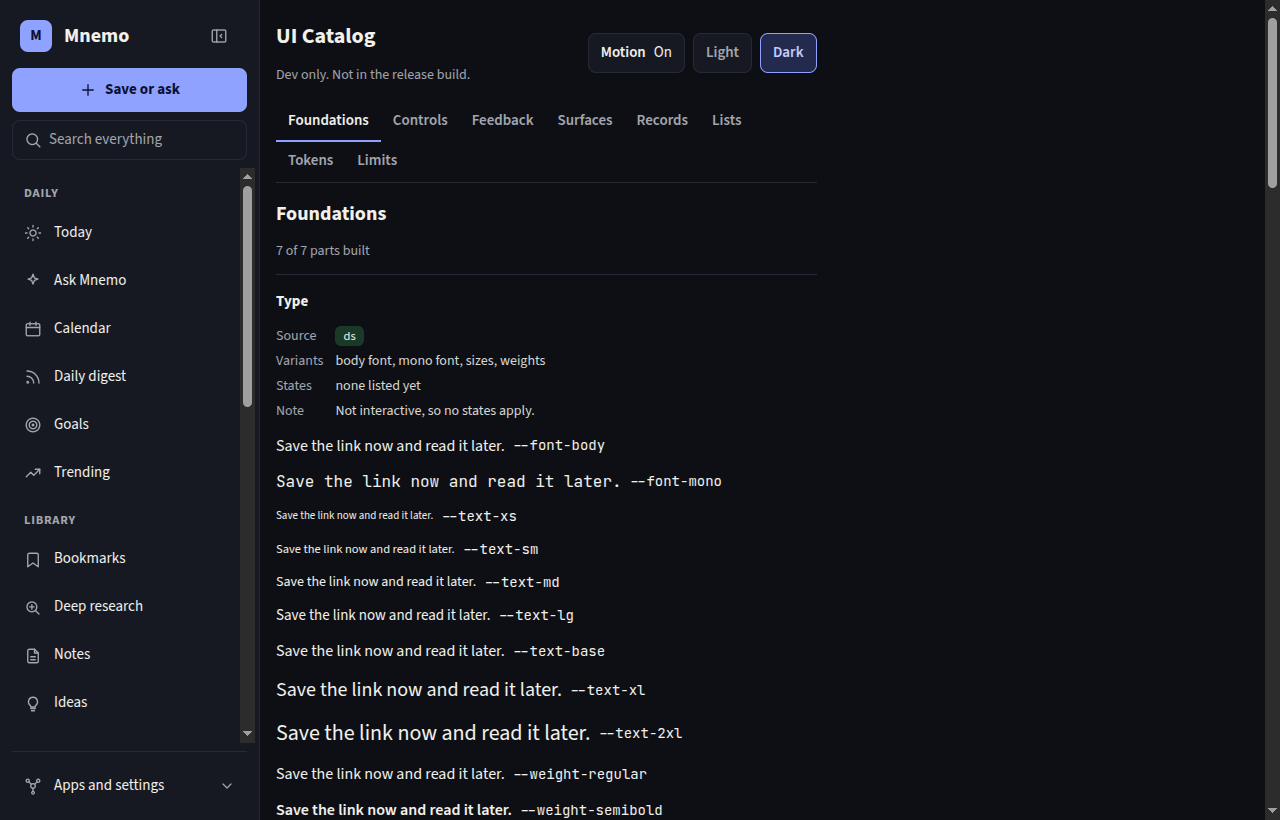 M Mnemo
Save or ask
Search everything
DAILY
Today
Ask Mnemo
Calendar
Daily digest
Goals
Trending
LIBRARY
Bookmarks
Deep research
Notes
Ideas
Apps and settings
UI Catalog
Dev only. Not in the release build.
Motion On Light Dark
Foundations Controls Feedback Surfaces Records Lists
Tokens Limits
Foundations
7 of 7 parts built
Type
Source ds
Variants body font, mono font, sizes, weights
States none listed yet
Note Not interactive, so no states apply.
Save the link now and read it later. --font-body
Save the link now and read it later. --font-mono
Save the link now and read it later. --text-xs
Save the link now and read it later. --text-sm
Save the link now and read it later. --text-md
Save the link now and read it later. --text-lg
Save the link now and read it later. --text-base
Save the link now and read it later. --text-xl
Save the link now and read it later. --text-2xl
Save the link now and read it later. --weight-regular
Save the link now and read it later. --weight-semibold